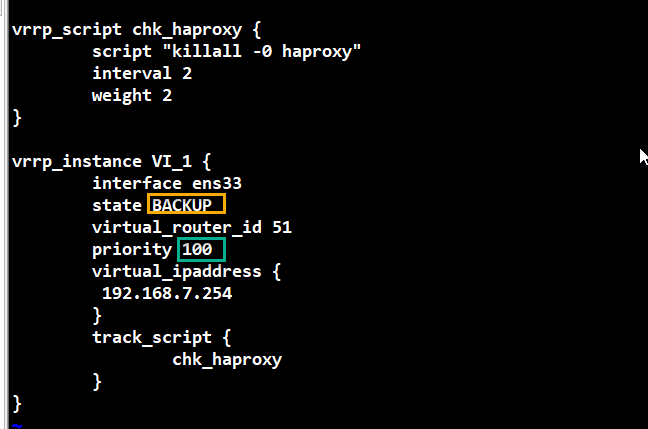 vrrp_script chk_haproxy {
script "killall -0 haproxy"
interval 2
weight 2
}
vrrp_instance VI_1 {
interface ens33
state BACKUP
virtual_router_id 51
priority 100
virtual_ipaddress {
192.168.7.254
}
track_script {
chk_haproxy
}
}
~